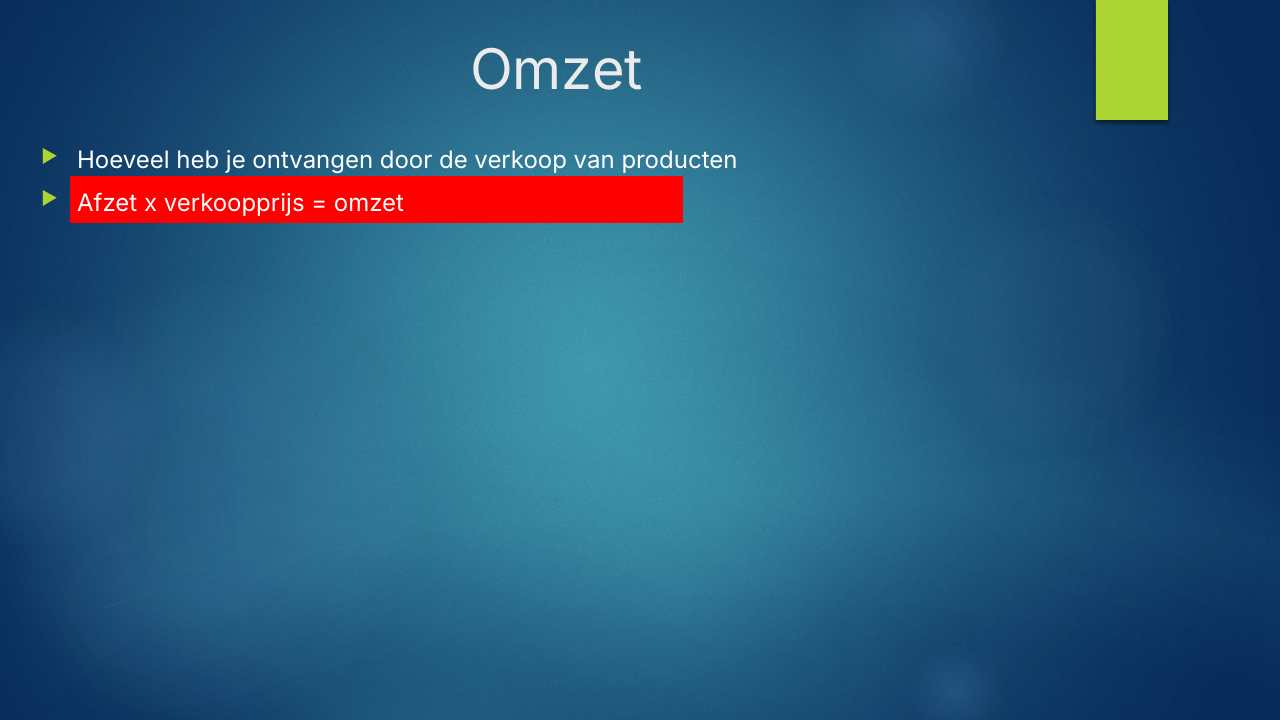 Omzet
Hoeveel heb je ontvangen door de verkoop van producten
Afzet x verkoopprijs = omzet